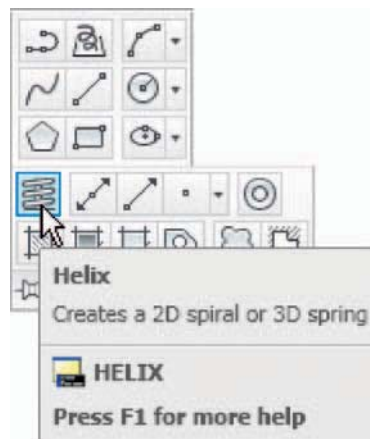 Helix
Creates a 2D spiral or 3D spring
HELIX
Press F1 for more help